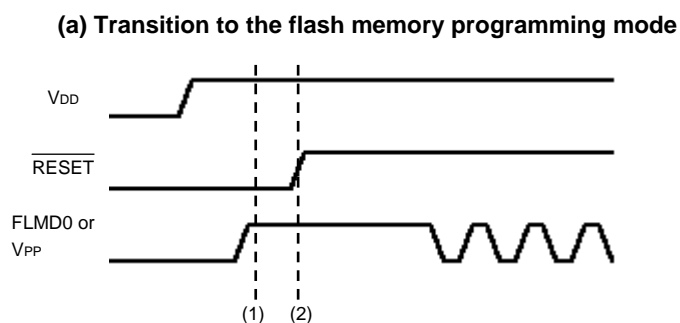 (a) Transition to the flash memory programming mode
VDD
RESET
FLMD0 or
VPP
(1) (2)